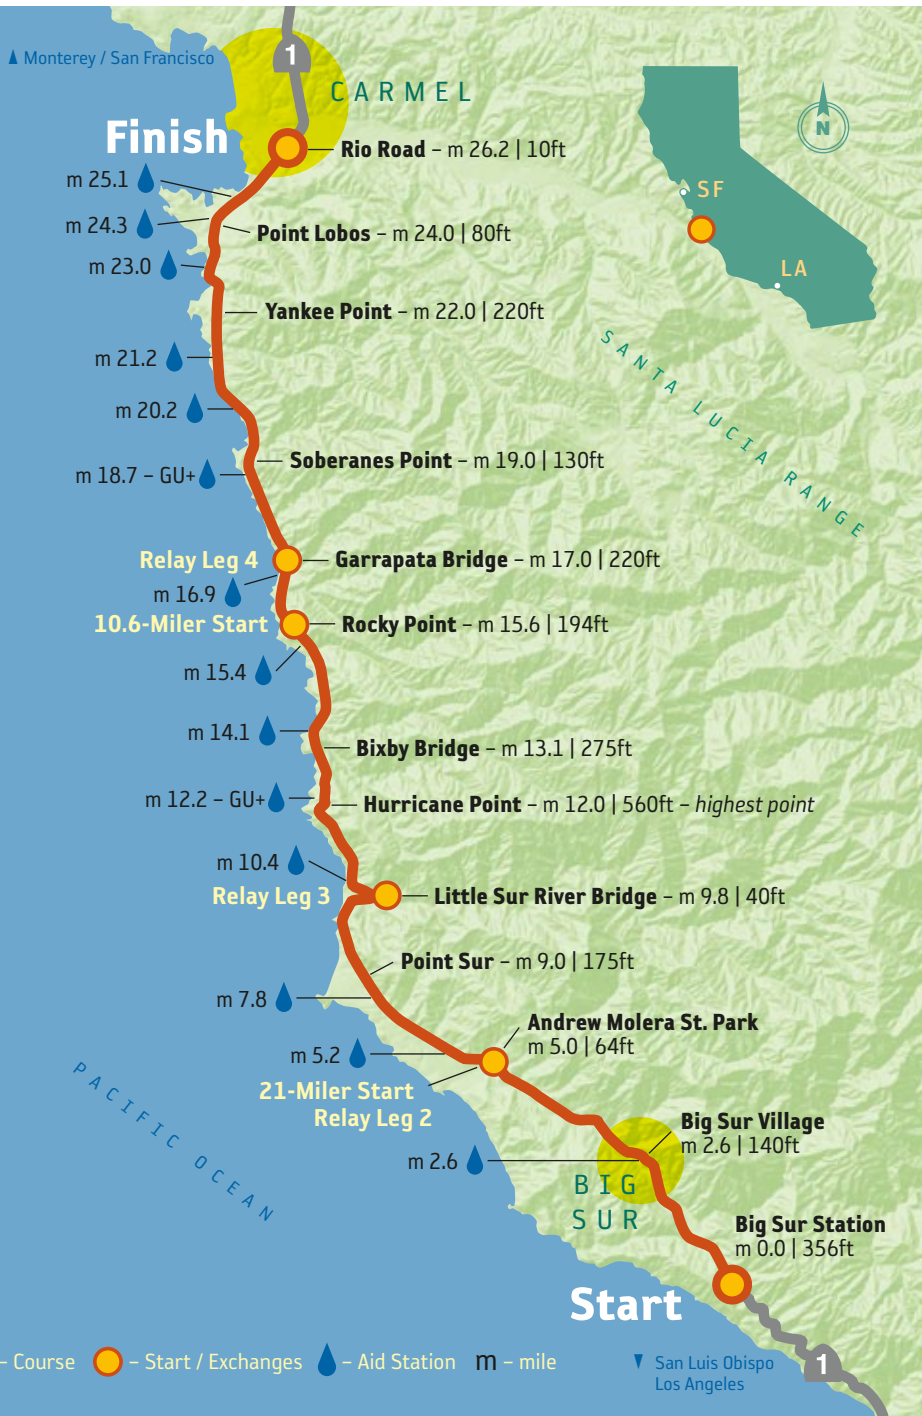 1
Monterey / San Francisco
CARMEL
Finish
Rio Road – m 26.2 | 10ft
N
m 25.1
SF
m 24.3
Point Lobos – m 24.0 | 80ft
m 23.0
LA
Yankee Point – m 22.0 | 220ft
SANTA LUCIA RANGE
m 21.2
m 20.2
Soberanes Point – m 19.0 | 130ft
m 18.7 – GU+
Relay Leg 4
Garrapata Bridge – m 17.0 | 220ft
m 16.9
10.6-Miler Start
Rocky Point – m 15.6 | 194ft
m 15.4
m 14.1
Bixby Bridge – m 13.1 | 275ft
m 12.2 – GU+
Hurricane Point – m 12.0 | 560ft – highest point
m 10.4
Relay Leg 3
Little Sur River Bridge – m 9.8 | 40ft
Point Sur – m 9.0 | 175ft
m 7.8
Andrew Molera St. Park
m 5.0 | 64ft
m 5.2
21-Miler Start
Relay Leg 2
PACIFIC OCEAN
Big Sur Village
m 2.6 | 140ft
m 2.6
BIG
SUR
Big Sur Station
m 0.0 | 356ft
Start
– Course – Start / Exchanges – Aid Station m – mile
San Luis Obispo
Los Angeles
1